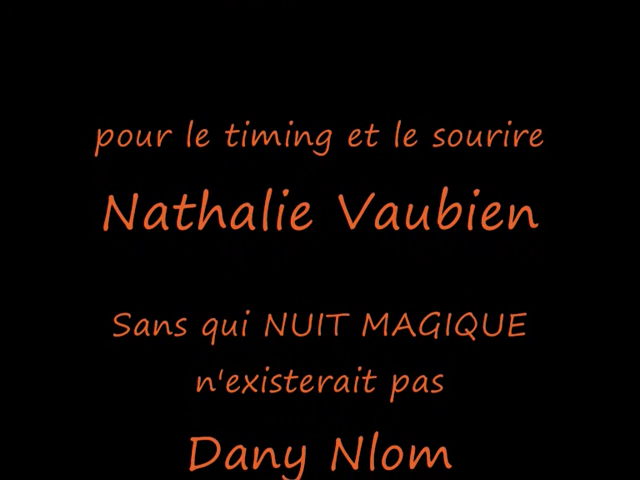 pour le timing et le sourire
Nathalie Vaubien
Sans qui NUIT MAGIQUE
n'existerait pas
Dany Nlom